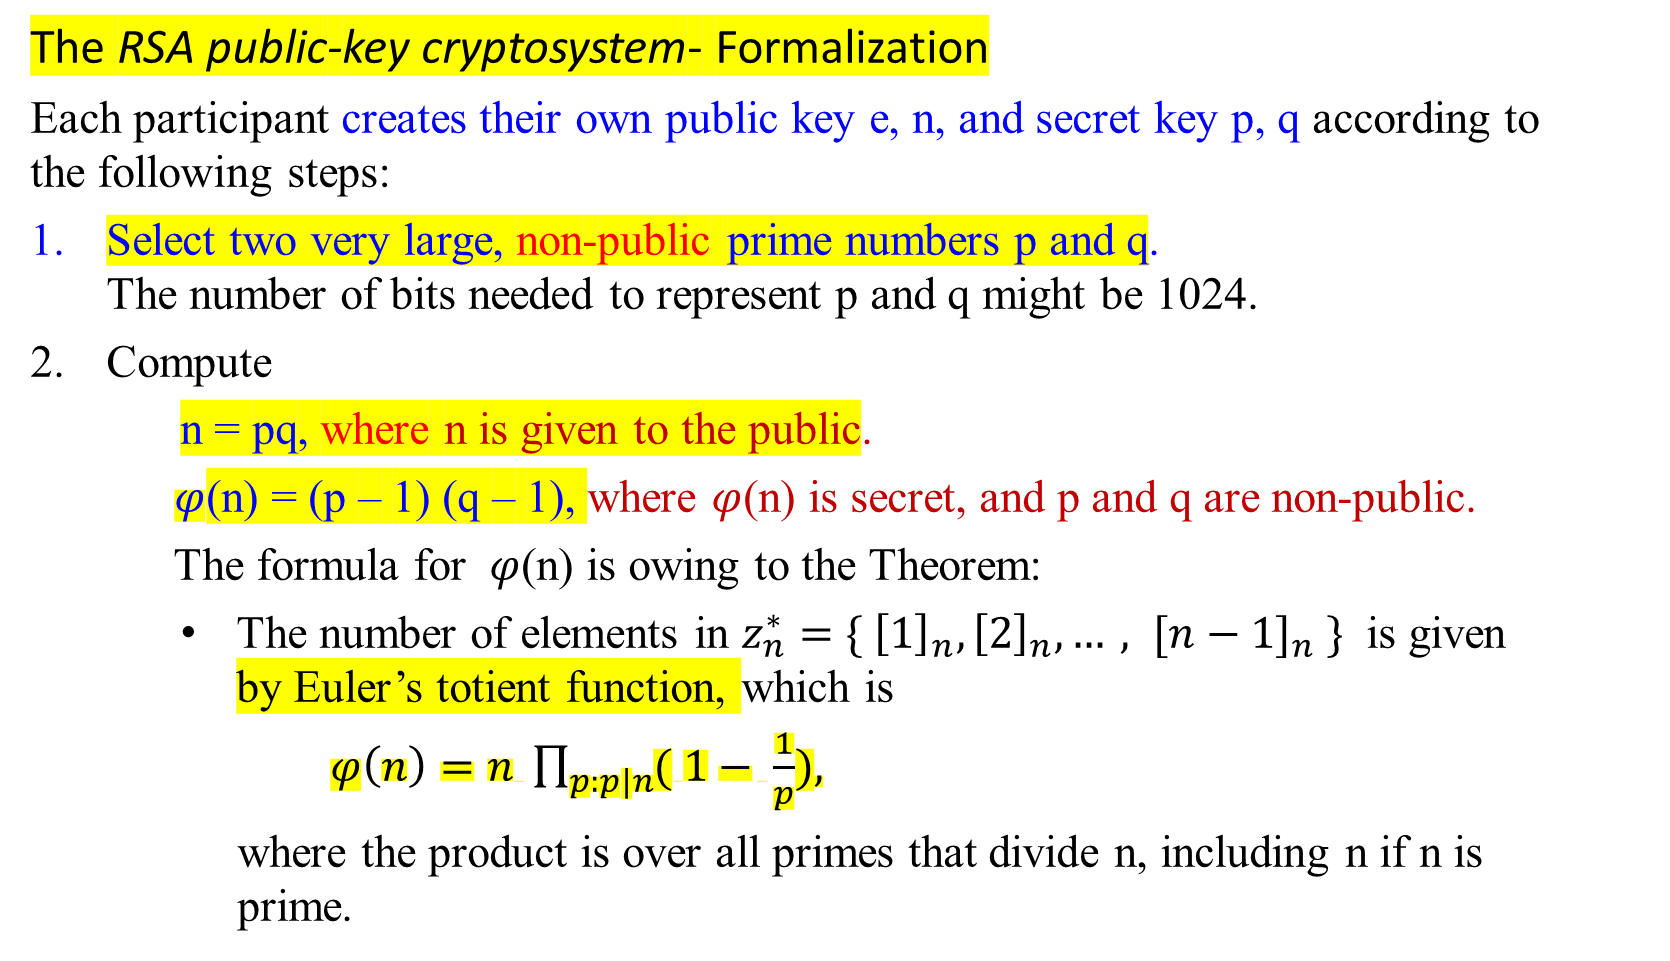 The RSA public-key cryptosystem- Formalization
Each participant creates their own public key e, n, and secret key p, q according to
the following steps:
1. Select two very large, non-public prime numbers p and q.
The number of bits needed to represent p and q might be 1024.
2. Compute
n = pq, where n is given to the public.
φ(n) = (p – 1) (q – 1), where φ(n) is secret, and p and q are non-public.
The formula for φ(n) is owing to the Theorem:
• The number of elements in z*_n = { [1]_n, [2]_n, … , [n − 1]_n } is given
by Euler’s totient function, which is
φ(n) = n ∏_{p:p|n}( 1 − 1/p),
where the product is over all primes that divide n, including n if n is
prime.